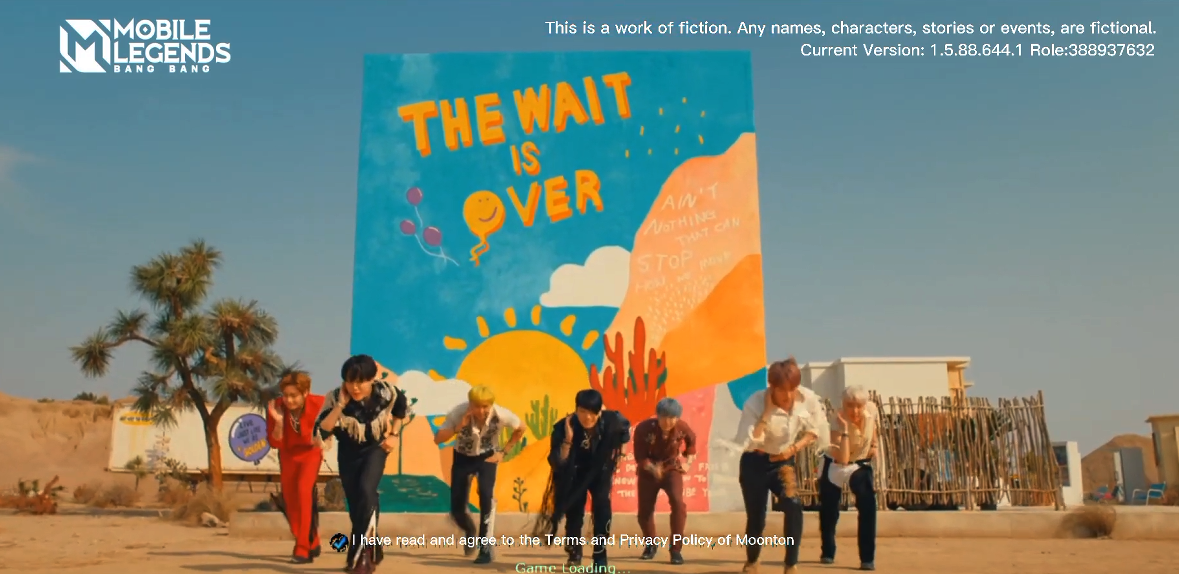 MOBILE
LEGENDS
BANG BANG
This is a work of fiction. Any names, characters, stories or events, are fictional.
Current Version: 1.5.88.644.1 Role:388937632
THE WAIT
IS
OVER
AIN'T
NOTHING
THAT CAN
STOP
I have read and agree to the Terms and Privacy Policy of Moonton
Game Loading...